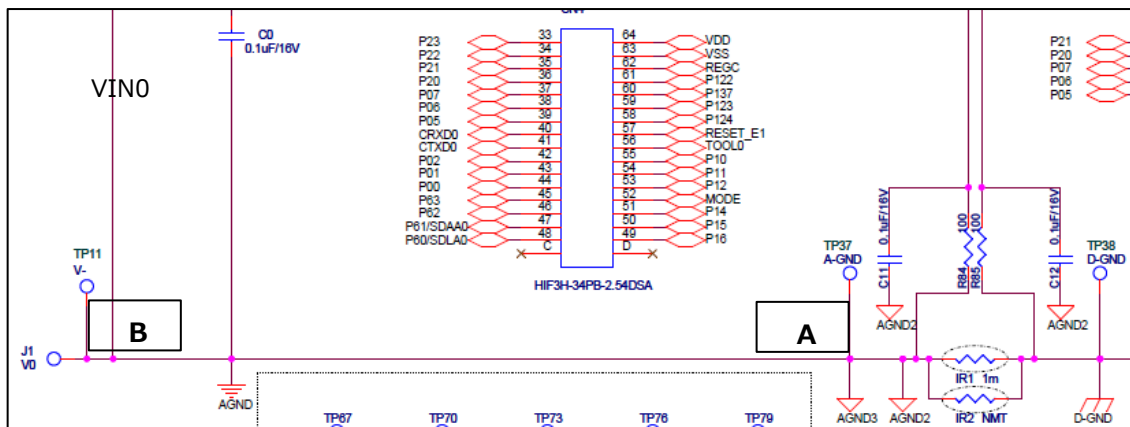 C0
0.1uF/16V
VIN0
P23 33 64 VDD
P22 34 63 VSS
P21 35 62 REGC
P20 36 61 P122
P07 37 60 P137
P06 38 59 P123
P05 39 58 P124
CRXD0 40 57 RESET_E1
CTXD0 41 56 TOOL0
P02 42 55 P10
P01 43 54 P11
P00 44 53 P12
P63 45 52 MODE
P62 46 51 P14
P61/SDAA0 47 50 P15
P60/SDLA0 48 49 P16
C D
HIF3H-34PB-2.54DSA
P21
P20
P07
P06
P05
TP11
V-
B
J1
V0
AGND
TP37
A-GND
A
C11 0.1uF/16V
R84 100
R85 100
C12 0.1uF/16V
TP38
D-GND
AGND2
AGND2
IR1 1m
IR2 NMT
AGND3
AGND2
D-GND
TP67 TP70 TP73 TP76 TP79